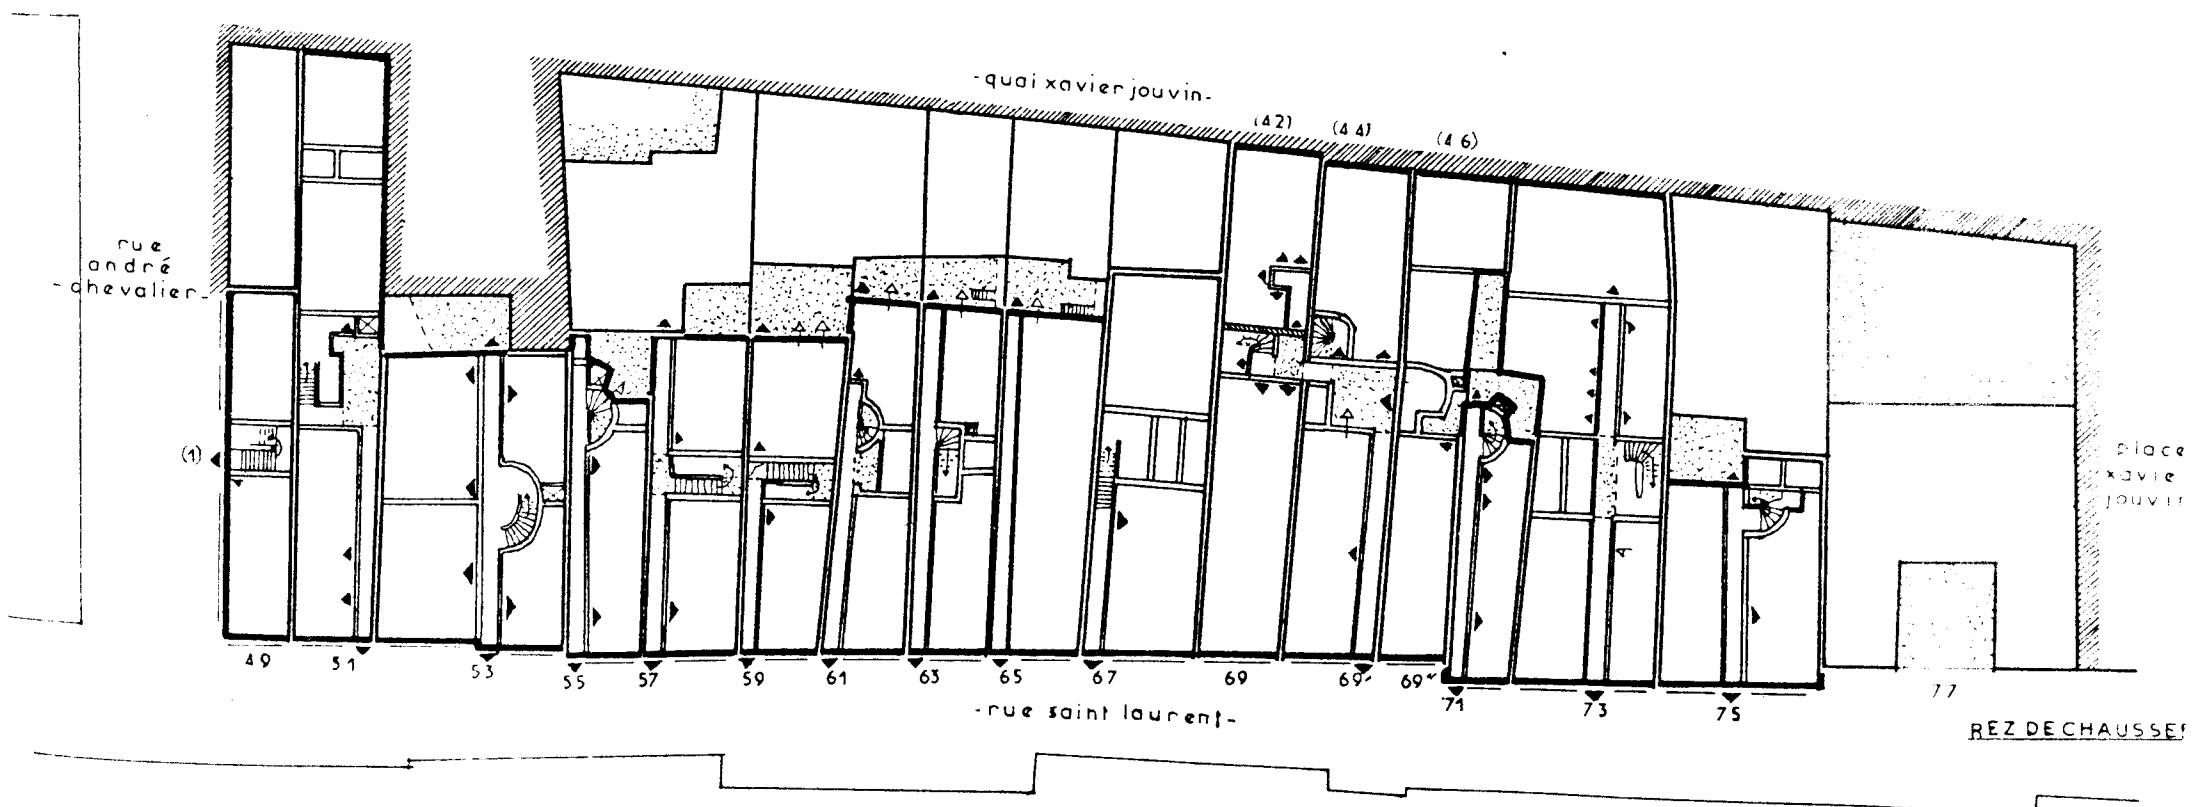 -quai xavier jouvin-
(42)
(44)
(46)
rue
andré
-chevalier-
(1)
place
xavie
jouvin
49
51
53
55
57
59
61
63
65
67
69
69'
69"
71
73
75
77
-rue saint laurent-
REZ DE CHAUSSEE